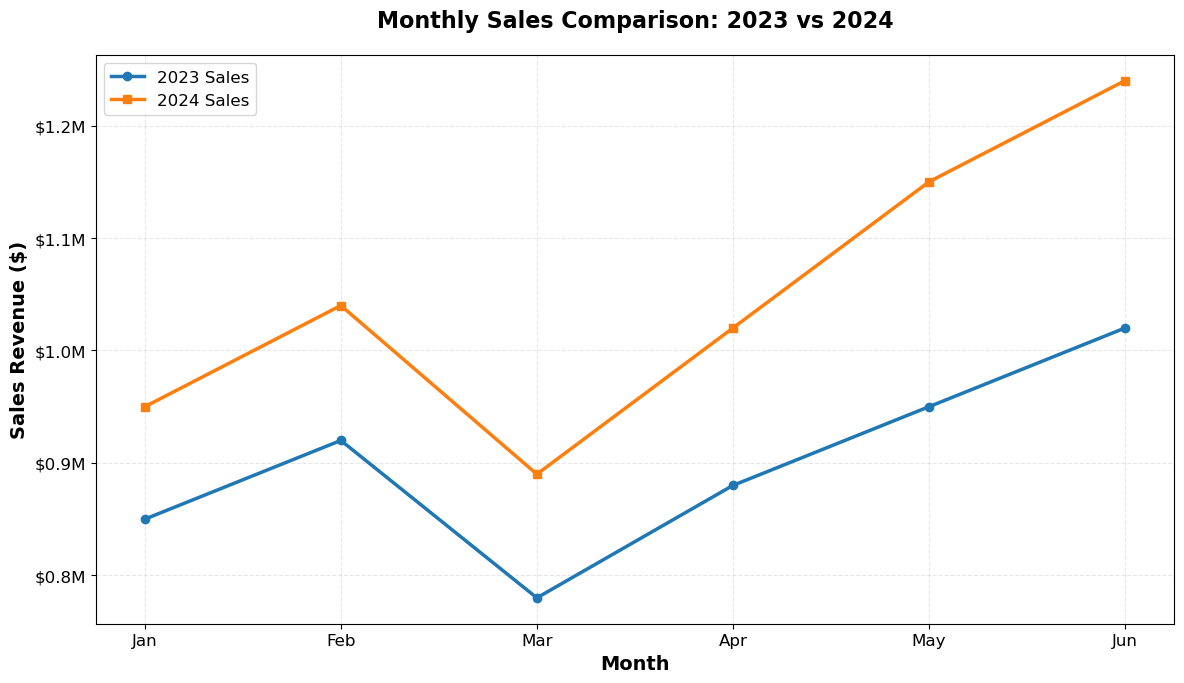 Monthly Sales Comparison: 2023 vs 2024
2023 Sales
2024 Sales
$1.2M
$1.1M
$1.0M
$0.9M
$0.8M
Sales Revenue ($)
Jan Feb Mar Apr May Jun
Month